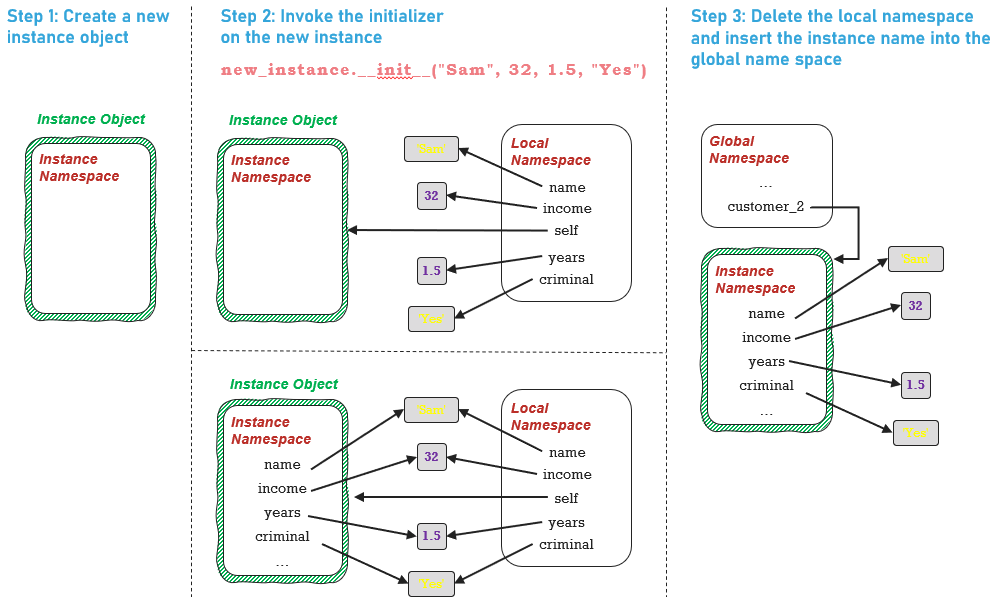 Step 1: Create a new
instance object
Instance Object
Instance
Namespace
Step 2: Invoke the initializer
on the new instance
new_instance.__init__("Sam", 32, 1.5, "Yes")
Instance Object
Instance
Namespace
"Sam"
32
1.5
"Yes"
Local
Namespace
name
income
self
years
criminal
Instance Object
Instance
Namespace
name
income
years
criminal
...
"Sam"
32
1.5
"Yes"
Local
Namespace
name
income
self
years
criminal
Step 3: Delete the local namespace
and insert the instance name into the
global name space
Global
Namespace
...
customer_2
Instance
Namespace
name
income
years
criminal
...
"Sam"
32
1.5
"Yes"